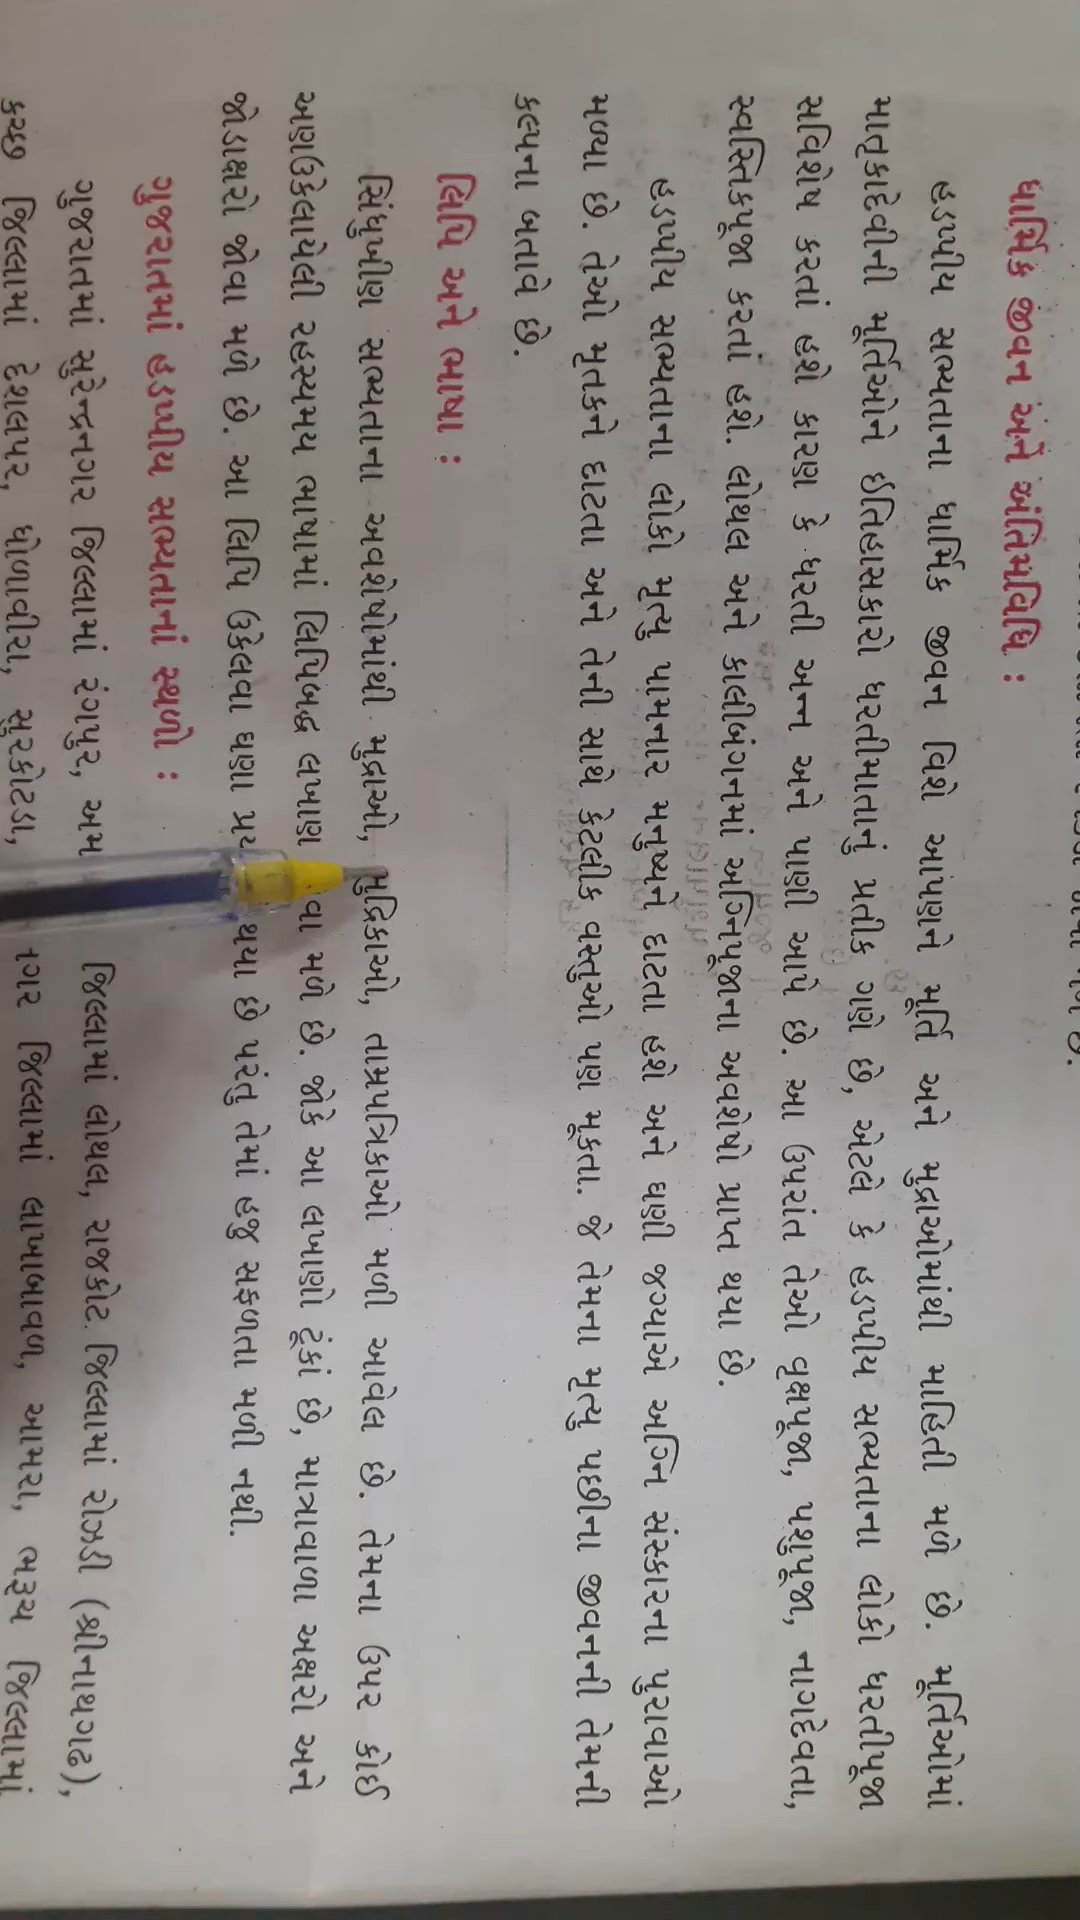 ધાર્મિક જીવન અને અંતિમવિધિ :
હડપ્પીય સભ્યતાના ધાર્મિક જીવન વિશે આપણને મૂર્તિ અને મુદ્રાઓમાંથી માહિતી મળે છે. મૂર્તિઓમાં
માતૃકાદેવીની મૂર્તિઓને ઈતિહાસકારો ધરતીમાતાનું પ્રતીક ગણે છે, એટલે કે હડપ્પીય સભ્યતાના લોકો ધરતીપૂજા
સવિશેષ કરતાં હશે કારણ કે ધરતી અન્ન અને પાણી આપે છે. આ ઉપરાંત તેઓ વૃક્ષપૂજા, પશુપૂજા, નાગદેવતા,
સ્વસ્તિકપૂજા કરતાં હશે. લોથલ અને કાલીબંગનમાં અગ્નિપૂજાના અવશેષો પ્રાપ્ત થયા છે.
હડપ્પીય સભ્યતાના લોકો મૃત્યુ પામનાર મનુષ્યને દાટતા હશે અને ઘણી જગ્યાએ અગ્નિ સંસ્કારના પુરાવાઓ
મળ્યા છે. તેઓ મૃતકને દાટતા અને તેની સાથે કેટલીક વસ્તુઓ પણ મૂકતા. જે તેમના મૃત્યુ પછીના જીવનની તેમની
કલ્પના બતાવે છે.
લિપિ અને ભાષા :
સિંધુખીણ સભ્યતાના અવશેષોમાંથી મુદ્રાઓ, મુદ્રિકાઓ, તામ્રપત્રિકાઓ મળી આવેલ છે. તેમના ઉપર કોઈ
અણઉકેલાયેલી રહસ્યમય ભાષામાં લિપિબદ્ધ લખાણ મળે છે. જોકે આ લખાણો ટૂંકાં છે, માત્રાવાળા અક્ષરો અને
જોડાક્ષરો જોવા મળે છે. આ લિપિ ઉકેલવા ઘણા થયા છે પરંતુ તેમાં હજુ સફળતા મળી નથી.
ગુજરાતમાં હડપ્પીય સભ્યતાનાં સ્થળો :
ગુજરાતમાં સુરેન્દ્રનગર જિલ્લામાં રંગપુર, જિલ્લામાં લોથલ, રાજકોટ જિલ્લામાં રોઝડી (શ્રીનાથગઢ),
કચ્છ જિલ્લામાં દેશલપર, ધોળાવીરા, સૂરકોટડા, જિલ્લામાં લાખાબાવળ, આમરા, ભરૂચ જિલ્લામાં